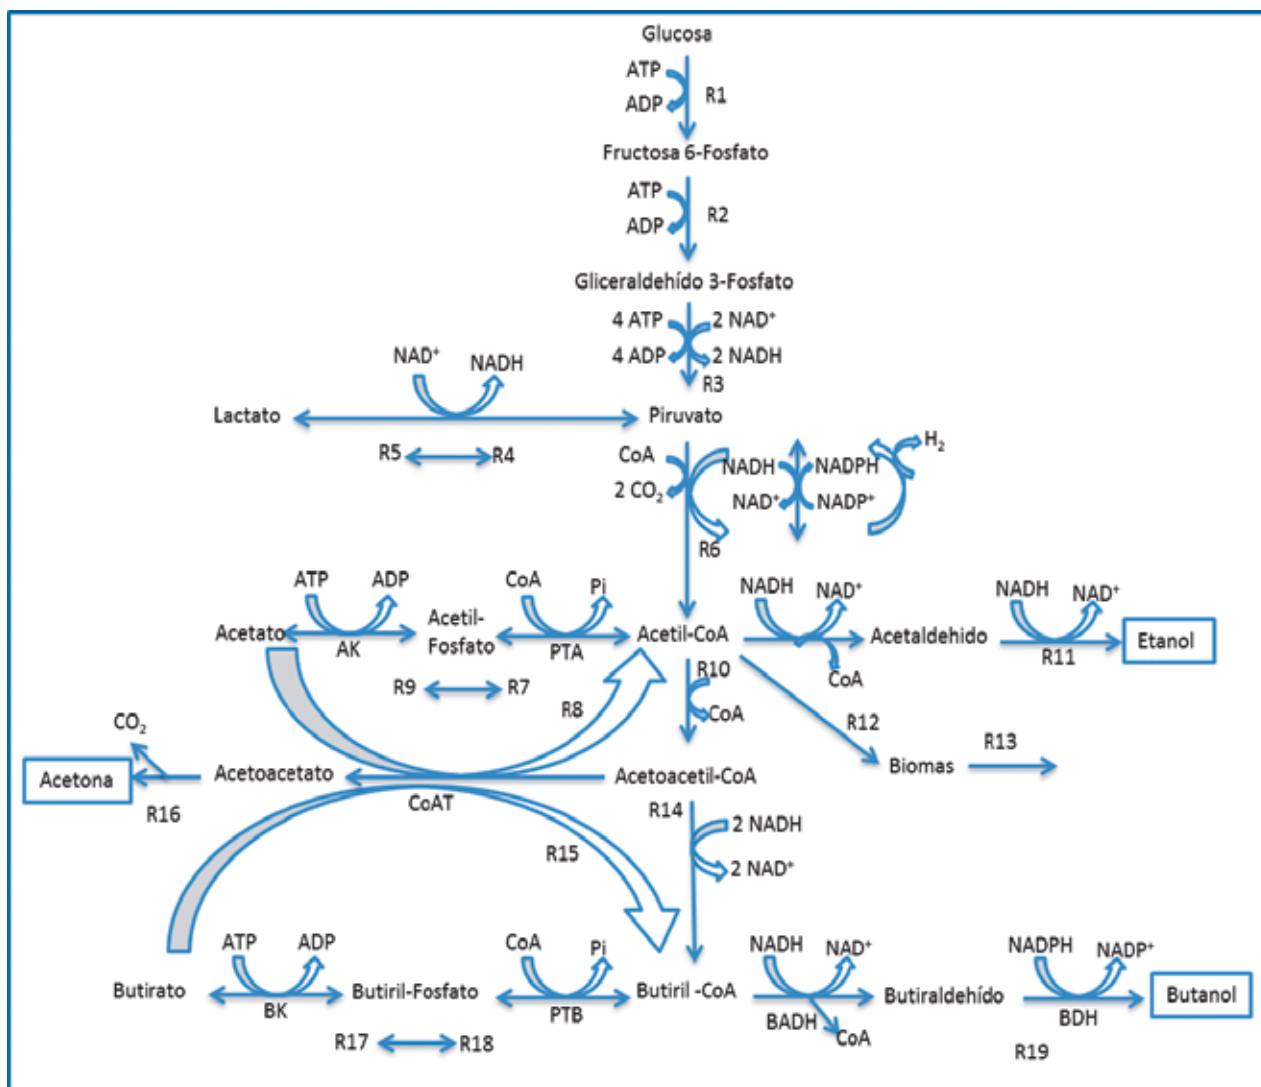 Glucosa
ATP
ADP
R1
Fructosa 6-Fosfato
ATP
ADP
R2
Gliceraldehído 3-Fosfato
4 ATP
2 NAD⁺
4 ADP
2 NADH
R3
NAD⁺
NADH
Lactato
Piruvato
R5
R4
CoA
2 CO₂
NADH
NADPH
NAD⁺
NADP⁺
H₂
R6
ATP
ADP
CoA
Pi
NADH
NAD⁺
NADH
NAD⁺
Acetato
AK
Acetil-
Fosfato
PTA
Acetil-CoA
Acetaldehido
R11
Etanol
CoA
R9
R7
R8
R10
CoA
R12
R13
Biomas
CO₂
Acetona
R16
Acetoacetato
CoAT
Acetoacetil-CoA
R14
2 NADH
2 NAD⁺
R15
ATP
ADP
CoA
Pi
NADH
NAD⁺
NADPH
NADP⁺
Butirato
BK
Butiril-Fosfato
PTB
Butiril -CoA
BADH
CoA
Butiraldehído
BDH
Butanol
R17
R18
R19